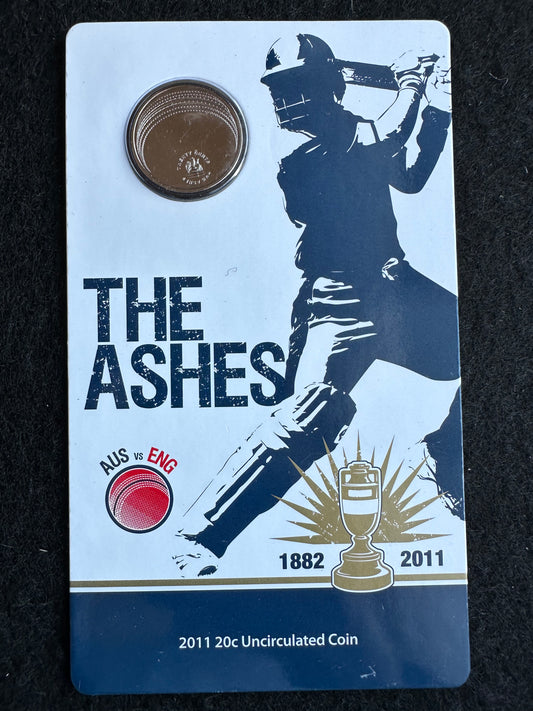 THE
ASHES
AUS vs ENG
1882 2011
2011 20c Uncirculated Coin